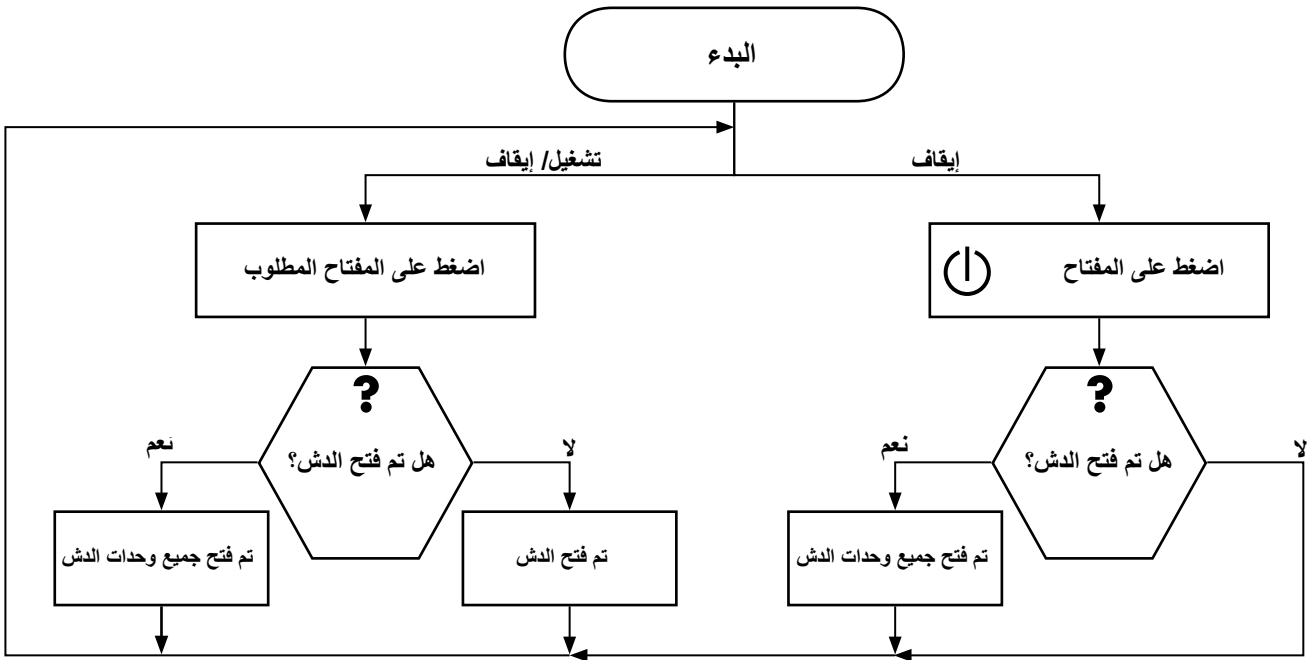 البدء
إيقاف
تشغيل/ إيقاف
اضغط على المفتاح
اضغط على المفتاح المطلوب
?
هل تم فتح الدش؟
لا
نعم
?
هل تم فتح الدش؟
لا
نعم
تم فتح جميع وحدات الدش
تم فتح الدش
تم فتح جميع وحدات الدش